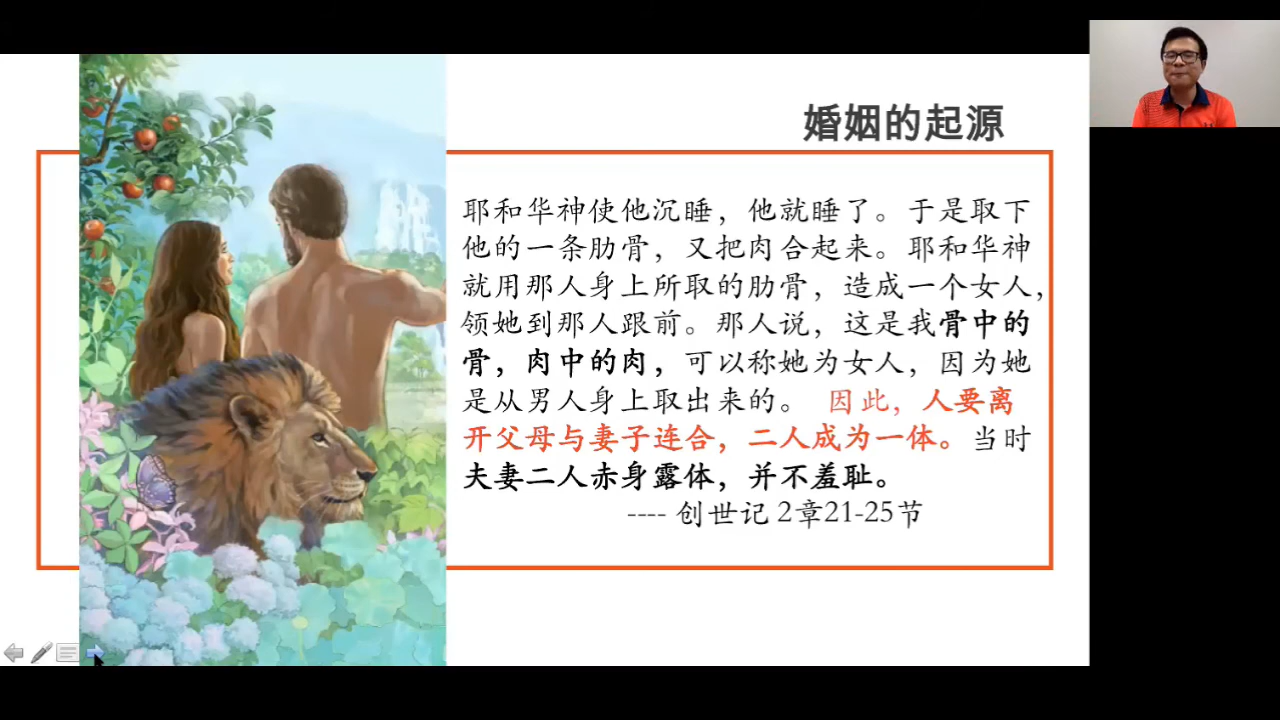 婚姻的起源
耶和华神使他沉睡，他就睡了。于是取下
他的一条肋骨，又把肉合起来。耶和华神
就用那人身上所取的肋骨，造成一个女人，
领她到那人跟前。那人说，这是我骨中的
骨，肉中的肉，可以称她为女人，因为她
是从男人身上取出来的。 因此，人要离
开父母与妻子连合，二人成为一体。当时
夫妻二人赤身露体，并不羞耻。
---- 创世记 2章21-25节